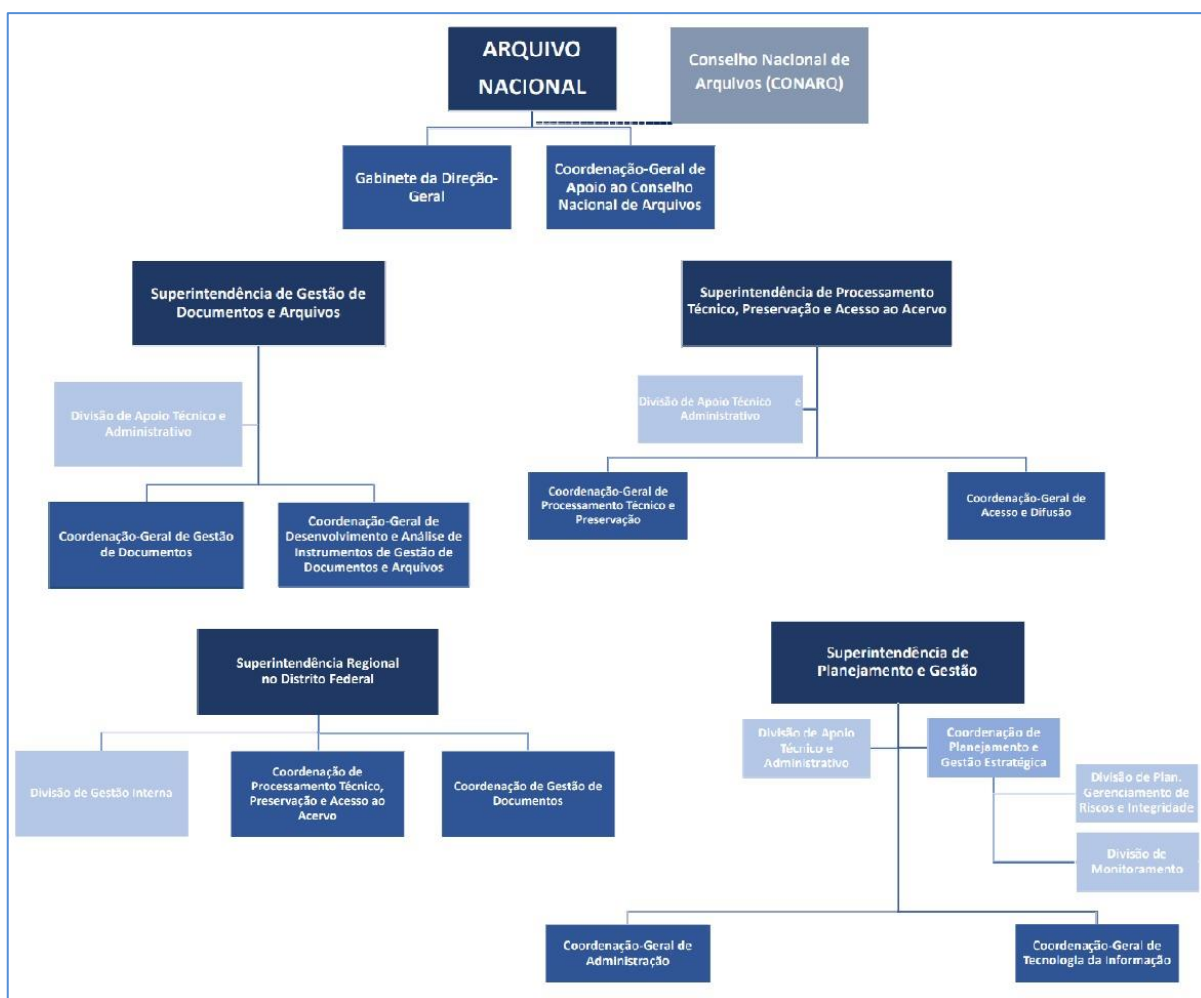 ARQUIVO
NACIONAL
Conselho Nacional de
Arquivos (CONARQ)
Gabinete da Direção-
Geral
Coordenação-Geral de
Apoio ao Conselho
Nacional de Arquivos
Superintendência de Gestão de
Documentos e Arquivos
Divisão de Apoio Técnico e
Administrativo
Coordenação-Geral de Gestão
de Documentos
Coordenação-Geral de
Desenvolvimento e Análise de
Instrumentos de Gestão de
Documentos e Arquivos
Superintendência de Processamento
Técnico, Preservação e Acesso ao Acervo
Divisão de Apoio Técnico e
Administrativo
Coordenação-Geral de
Processamento Técnico e
Preservação
Coordenação-Geral de
Acesso e Difusão
Superintendência Regional
no Distrito Federal
Divisão de Gestão Interna
Coordenação de
Processamento Técnico,
Preservação e Acesso ao
Acervo
Coordenação de Gestão de
Documentos
Superintendência de
Planejamento e Gestão
Divisão de Apoio
Técnico e
Administrativo
Coordenação de
Planejamento e
Gestão Estratégica
Divisão de Plan.
Gerenciamento de
Riscos e Integridade
Divisão de
Monitoramento
Coordenação-Geral de
Administração
Coordenação-Geral de
Tecnologia da Informação